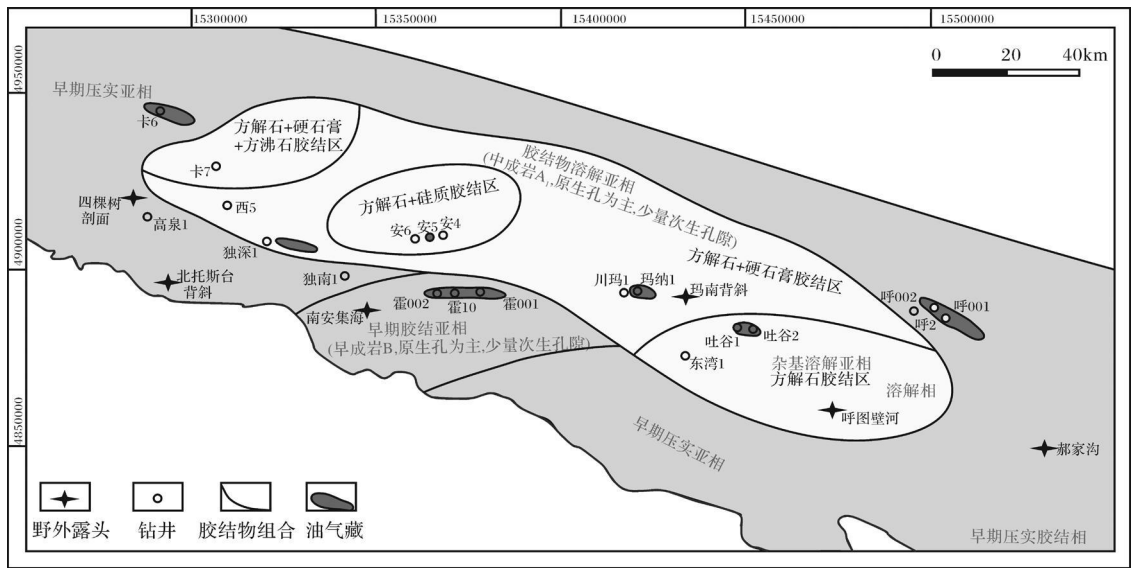 15300000
15350000
15400000
15450000
15500000
4950000
4900000
4850000
0 20 40km
早期压实亚相
卡6
方解石+硬石膏
+方沸石胶结区
卡7
四棵树
剖面
高泉1
西5
独深1
方解石+硅质胶结区
安6
安5
安4
胶结物溶解亚相
(中成岩A₁,原生孔为主,少量次生孔隙)
方解石+硬石膏胶结区
北托斯台
背斜
独南1
南安集海
霍002
霍10
霍001
早期胶结亚相
(早成岩B,原生孔为主,少量次生孔隙)
川玛1
玛纳1
玛南背斜
呼002
呼2
呼001
吐谷1
吐谷2
东湾1
杂基溶解亚相
方解石胶结区
溶解相
呼图壁河
早期压实亚相
郝家沟
早期压实胶结相
野外露头
钻井
胶结物组合
油气藏